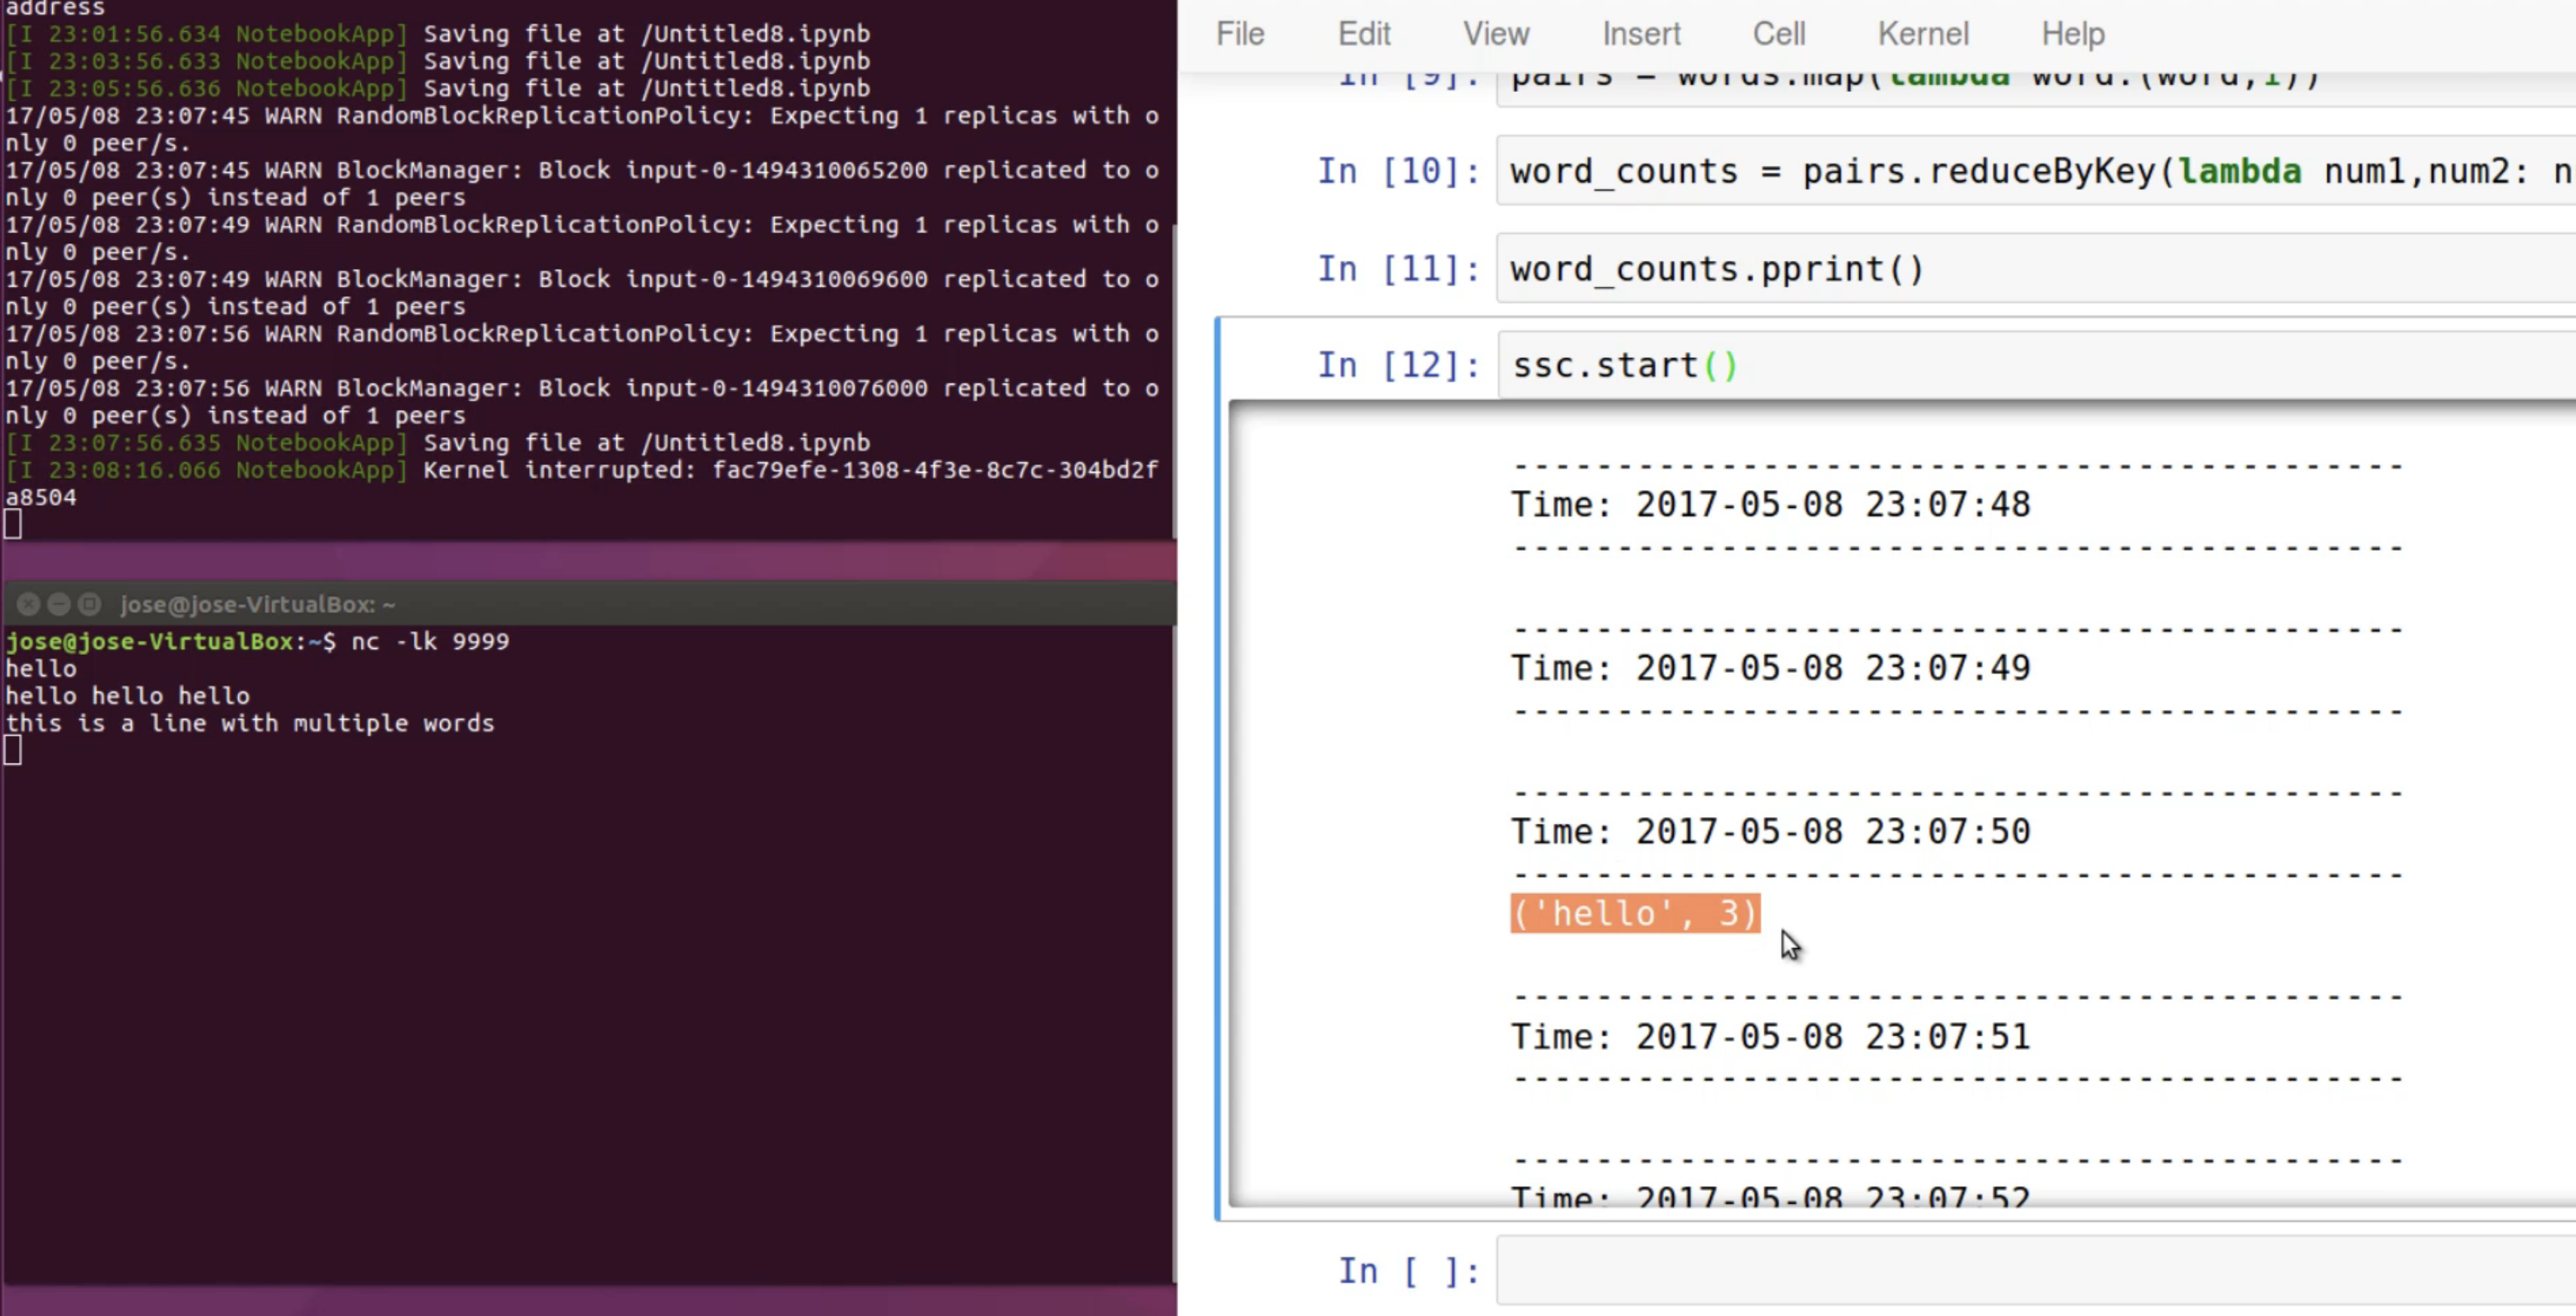 address
[I 23:01:56.634 NotebookApp] Saving file at /Untitled8.ipynb
[I 23:03:56.633 NotebookApp] Saving file at /Untitled8.ipynb
[I 23:05:56.636 NotebookApp] Saving file at /Untitled8.ipynb
17/05/08 23:07:45 WARN RandomBlockReplicationPolicy: Expecting 1 replicas with o
nly 0 peer/s.
17/05/08 23:07:45 WARN BlockManager: Block input-0-1494310065200 replicated to o
nly 0 peer(s) instead of 1 peers
17/05/08 23:07:49 WARN RandomBlockReplicationPolicy: Expecting 1 replicas with o
nly 0 peer/s.
17/05/08 23:07:49 WARN BlockManager: Block input-0-1494310069600 replicated to o
nly 0 peer(s) instead of 1 peers
17/05/08 23:07:56 WARN RandomBlockReplicationPolicy: Expecting 1 replicas with o
nly 0 peer/s.
17/05/08 23:07:56 WARN BlockManager: Block input-0-1494310076000 replicated to o
nly 0 peer(s) instead of 1 peers
[I 23:07:56.635 NotebookApp] Saving file at /Untitled8.ipynb
[I 23:08:16.066 NotebookApp] Kernel interrupted: fac79efe-1308-4f3e-8c7c-304bd2f
a8504
jose@jose-VirtualBox: ~
jose@jose-VirtualBox:~$ nc -lk 9999
hello
hello hello hello
this is a line with multiple words
File Edit View Insert Cell Kernel Help
In [9]: pairs = words.map(lambda word:(word,1))
In [10]: word_counts = pairs.reduceByKey(lambda num1,num2: n
In [11]: word_counts.pprint()
In [12]: ssc.start()
-------------------------------------------
Time: 2017-05-08 23:07:48
-------------------------------------------
-------------------------------------------
Time: 2017-05-08 23:07:49
-------------------------------------------
-------------------------------------------
Time: 2017-05-08 23:07:50
-------------------------------------------
('hello', 3)
-------------------------------------------
Time: 2017-05-08 23:07:51
-------------------------------------------
-------------------------------------------
Time: 2017-05-08 23:07:52
In [ ]: